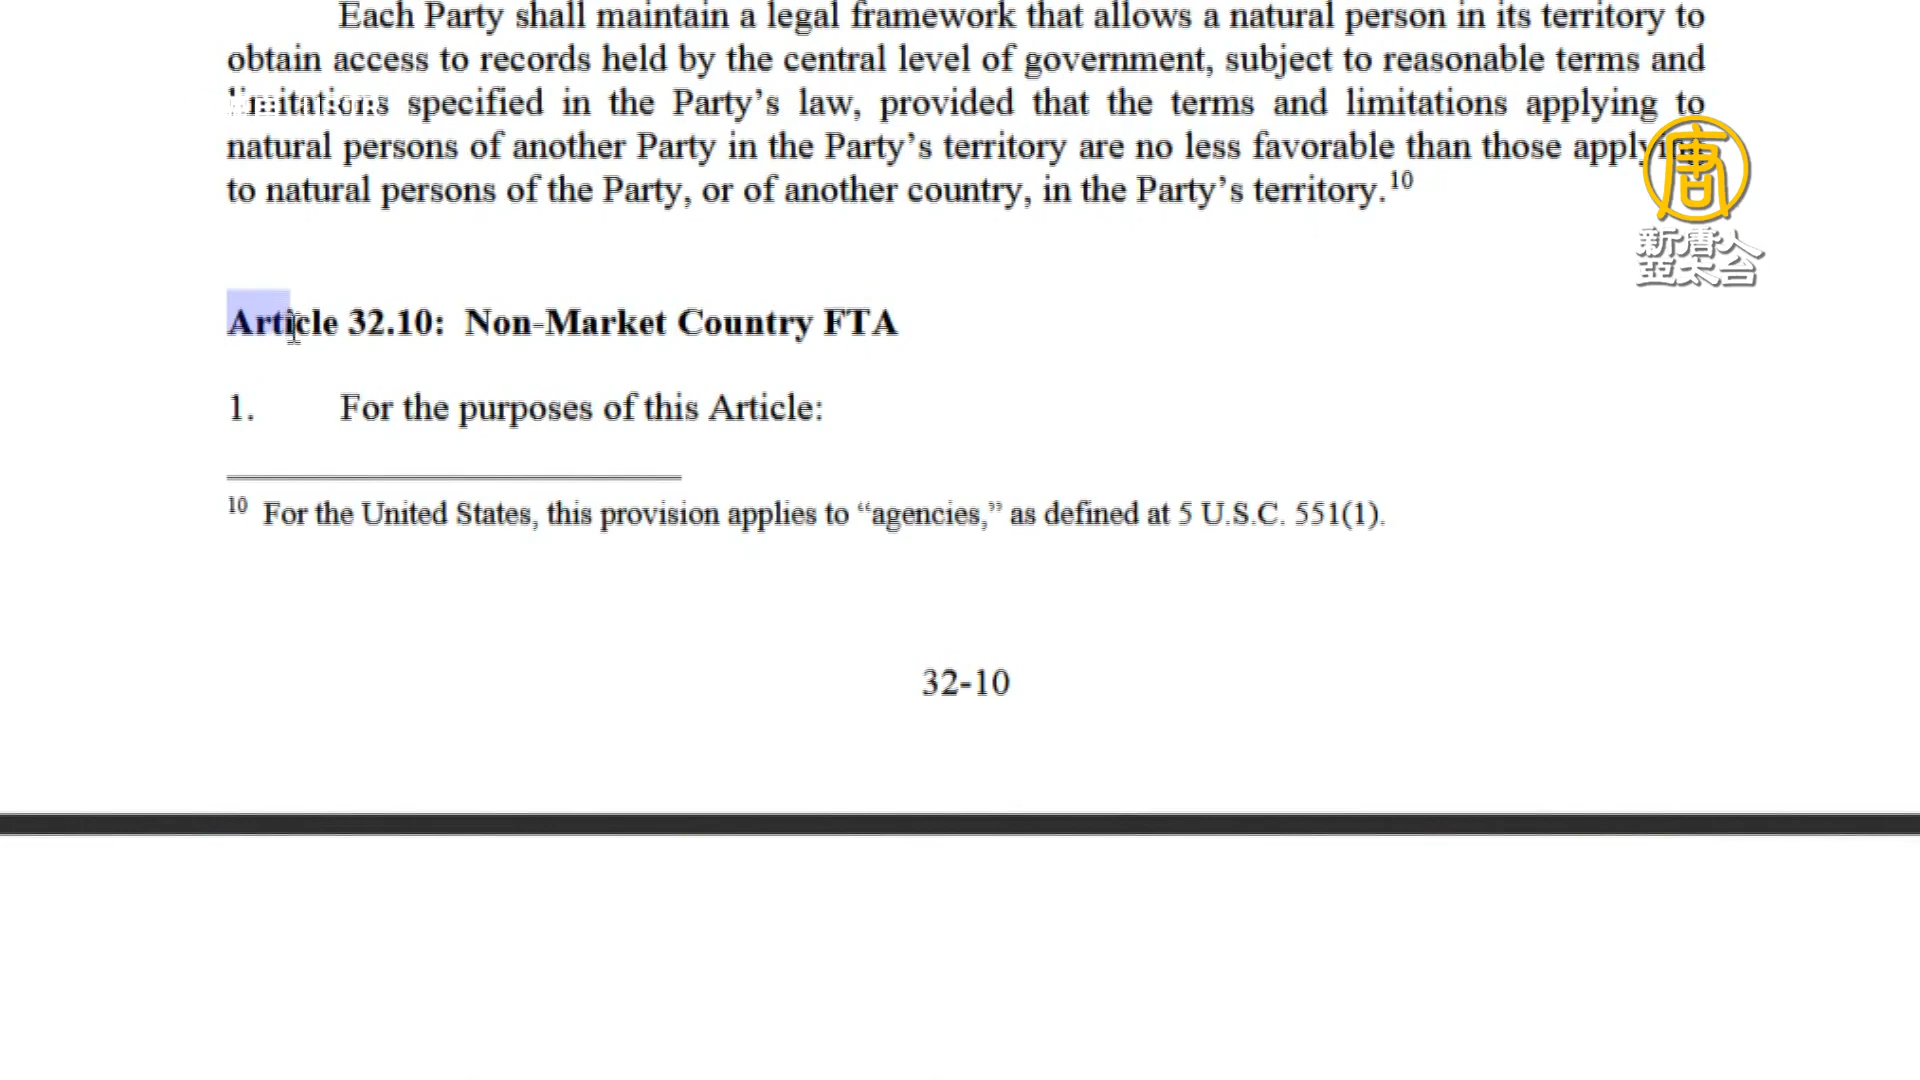 Each Party shall maintain a legal framework that allows a natural person in its territory to
obtain access to records held by the central level of government, subject to reasonable terms and
limitations specified in the Party’s law, provided that the terms and limitations applying to
natural persons of another Party in the Party’s territory are no less favorable than those applying
to natural persons of the Party, or of another country, in the Party’s territory.10
唐
新唐人
亞太台
Article 32.10: Non-Market Country FTA
1. For the purposes of this Article:
10 For the United States, this provision applies to “agencies,” as defined at 5 U.S.C. 551(1).
32-10